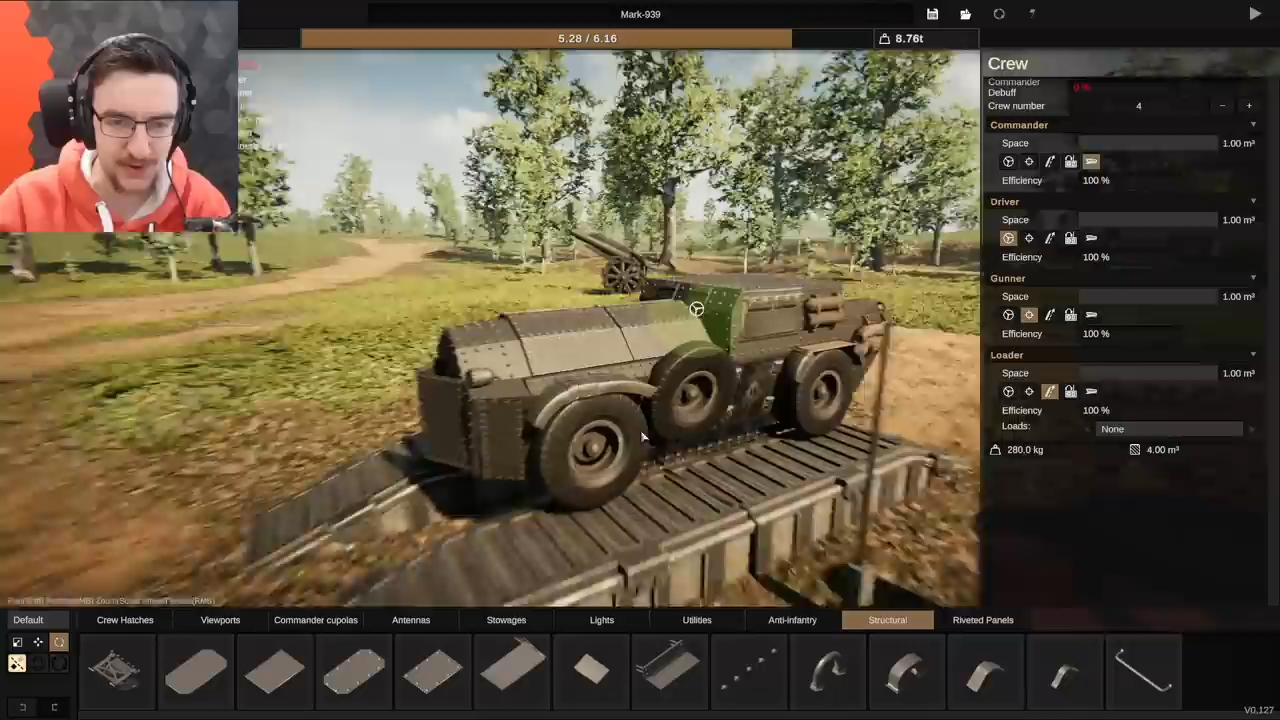 Mark-939
5.28 / 6.16
8.76t
Crew
Commander
Debuff
0 %
Crew number
4
Commander
Space
1.00 m³
Efficiency
100 %
Driver
Space
1.00 m³
Efficiency
100 %
Gunner
Space
1.00 m³
Efficiency
100 %
Loader
Space
1.00 m³
Efficiency
100 %
Loads:
None
280,0 kg
4.00 m³
Default
Crew Hatches
Viewports
Commander cupolas
Antennas
Stowages
Lights
Utilities
Anti-infantry
Structural
Riveted Panels
V0.127